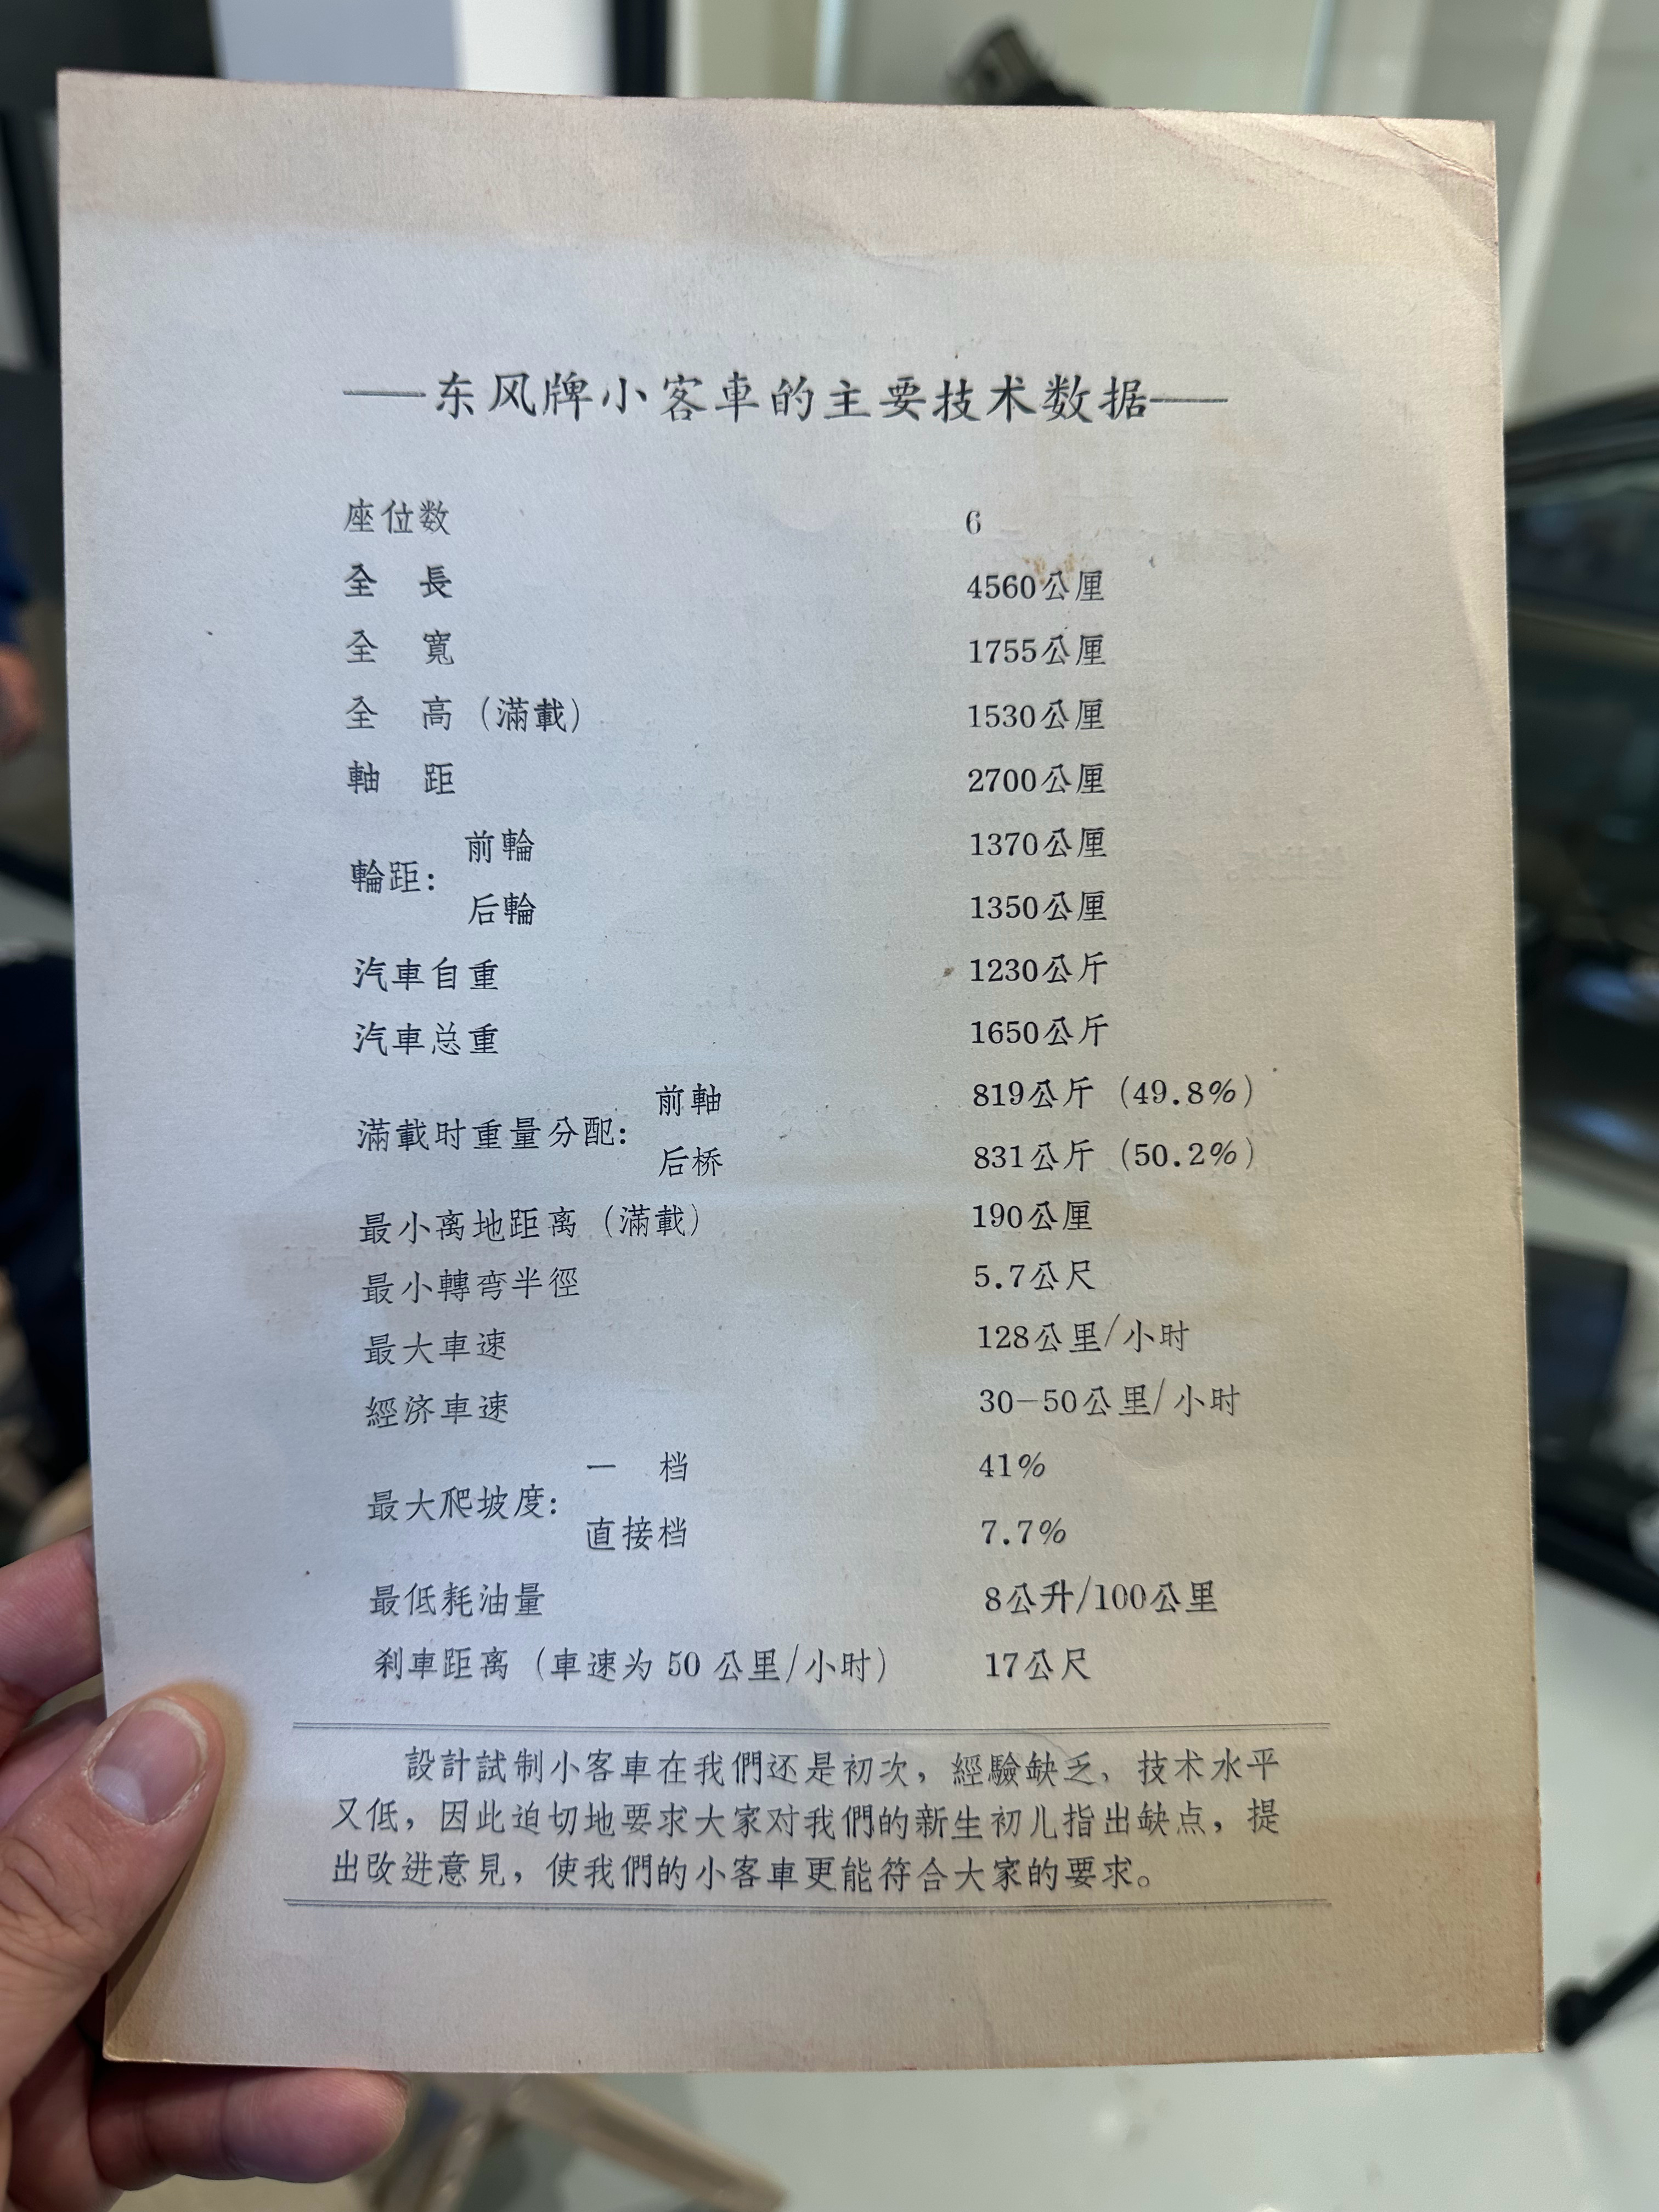 ——东风牌小客車的主要技术数据——
座位数 6
全 長 4560公厘
全 寬 1755公厘
全 高（滿載） 1530公厘
軸 距 2700公厘
輪距： 前輪 1370公厘
后輪 1350公厘
汽車自重 1230公斤
汽車总重 1650公斤
滿載时重量分配： 前軸 819公斤（49.8%）
后桥 831公斤（50.2%）
最小离地距离（滿載） 190公厘
最小轉弯半徑 5.7公尺
最大車速 128公里/小时
經济車速 30-50公里/小时
最大爬坡度： 一 档 41%
直接档 7.7%
最低耗油量 8公升/100公里
刹車距离（車速为 50 公里/小时） 17公尺
設計試制小客車在我們还是初次，經驗缺乏、技术水平
又低，因此迫切地要求大家对我們的新生初儿指出缺点，提
出改进意見，使我們的小客車更能符合大家的要求。